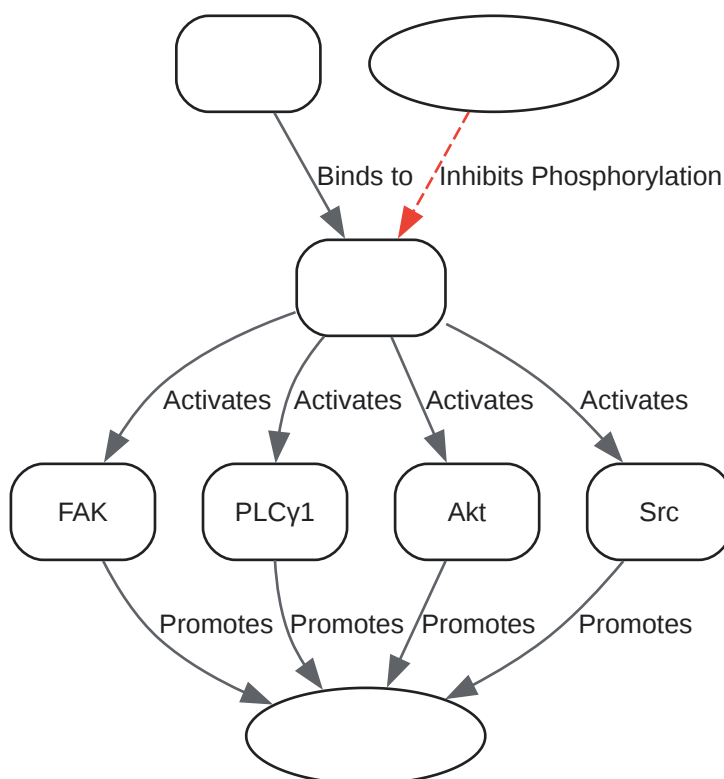 Binds to
Inhibits Phosphorylation
Activates
Activates
Activates
Activates
FAK
PLCγ1
Akt
Src
Promotes
Promotes
Promotes
Promotes